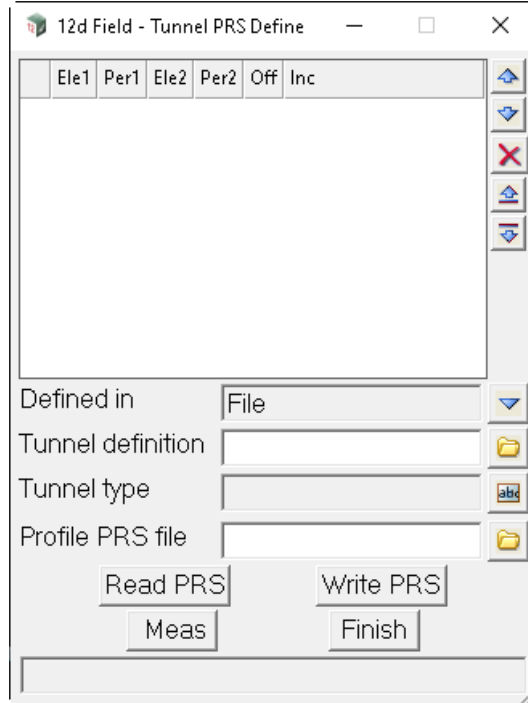 12d Field - Tunnel PRS Define
Ele1 Per1 Ele2 Per2 Off Inc
Defined in File
Tunnel definition
Tunnel type abc
Profile PRS file
Read PRS Write PRS
Meas Finish